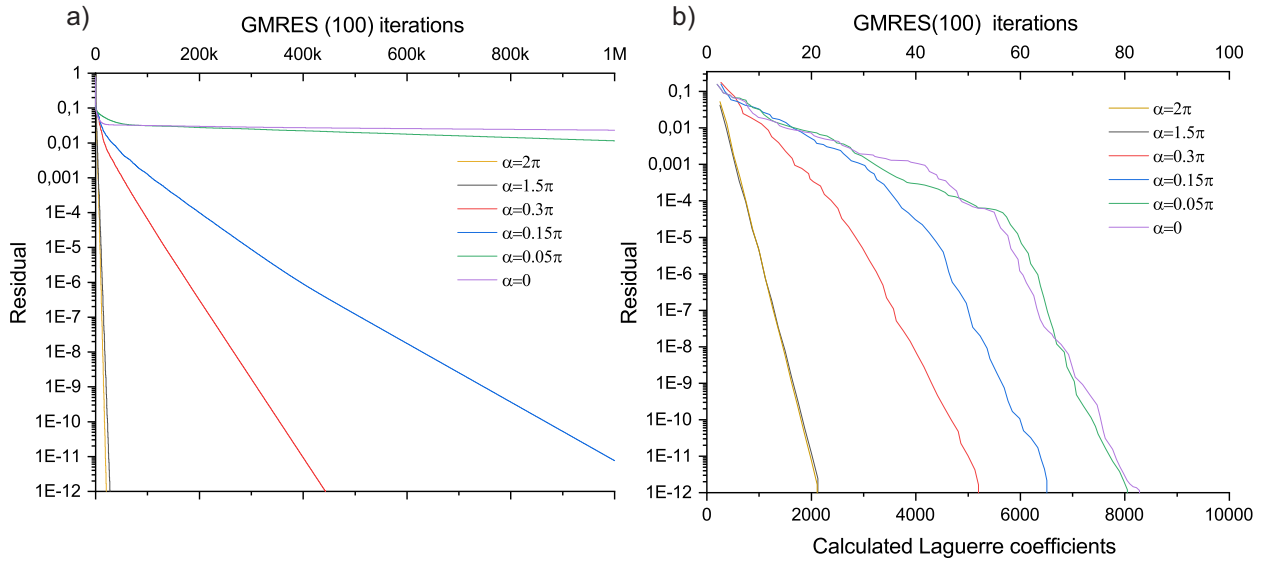 a)
GMRES (100) iterations
0 200k 400k 600k 800k 1M
1
0,1
0,01
0,001
1E-4
1E-5
1E-6
1E-7
1E-8
1E-9
1E-10
1E-11
1E-12
Residual
α=2π
α=1.5π
α=0.3π
α=0.15π
α=0.05π
α=0
b)
GMRES(100) iterations
0 20 40 60 80 100
0,1
0,01
0,001
1E-4
1E-5
1E-6
1E-7
1E-8
1E-9
1E-10
1E-11
1E-12
Residual
α=2π
α=1.5π
α=0.3π
α=0.15π
α=0.05π
α=0
0 2000 4000 6000 8000 10000
Calculated Laguerre coefficients